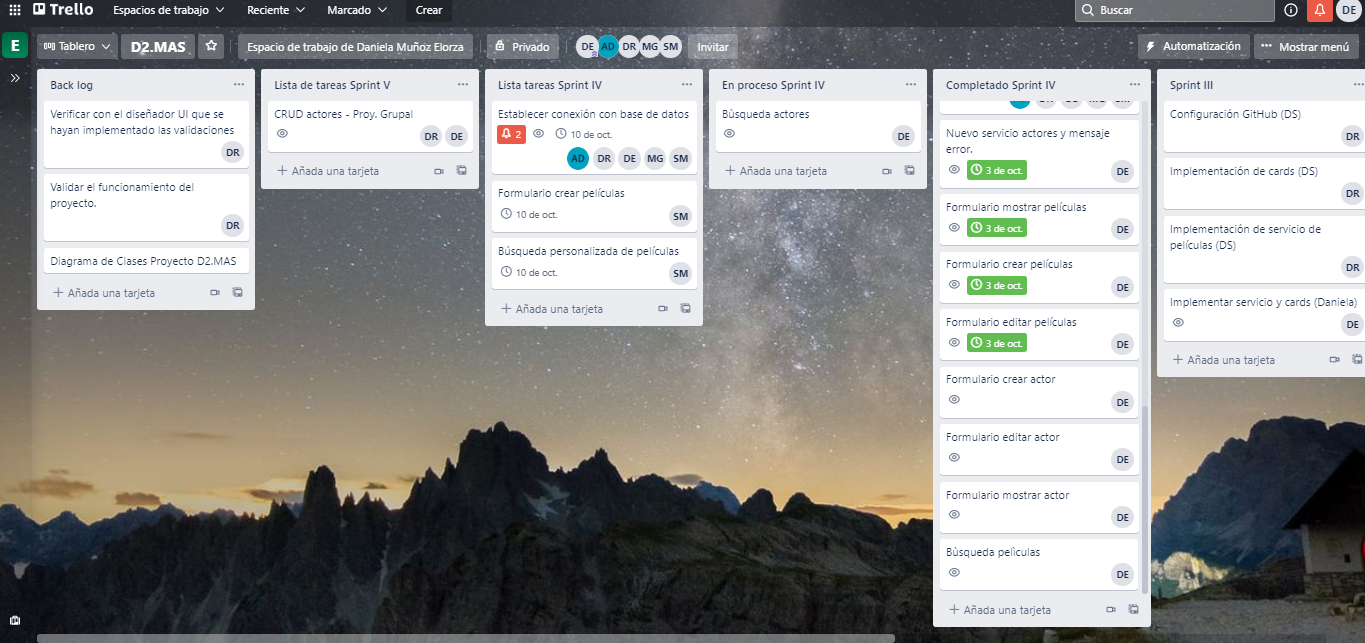 Trello
Espacios de trabajo
Reciente
Marcado
Crear
Buscar
DE
E
Tablero
D2.MAS
Espacio de trabajo de Daniela Muñoz Elorza
Privado
DE AD DR MG SM
Invitar
Automatización
Mostrar menú
Back log
Verificar con el diseñador UI que se
hayan implementado las validaciones
DR
Validar el funcionamiento del
proyecto.
DR
Diagrama de Clases Proyecto D2.MAS
Añada una tarjeta
Lista de tareas Sprint V
CRUD actores - Proy. Grupal
DR DE
Añada una tarjeta
Lista tareas Sprint IV
Establecer conexión con base de datos
2
10 de oct.
AD DR DE MG SM
Formulario crear películas
10 de oct.
SM
Búsqueda personalizada de películas
10 de oct.
SM
Añada una tarjeta
En proceso Sprint IV
Bùsqueda actores
DE
Añada una tarjeta
Completado Sprint IV
Nuevo servicio actores y mensaje
error.
3 de oct.
DE
Formulario mostrar películas
3 de oct.
DE
Formulario crear películas
3 de oct.
DE
Formulario editar películas
3 de oct.
DE
Formulario crear actor
DE
Formulario editar actor
DE
Formulario mostrar actor
DE
Bùsqueda pelìculas
DE
Añada una tarjeta
Sprint III
Configuración GitHub (DS)
DR
Implementación de cards (DS)
DR
Implementación de servicio de
películas (DS)
DR
Implementar servicio y cards (Daniela)
DE
Añada una tarjeta